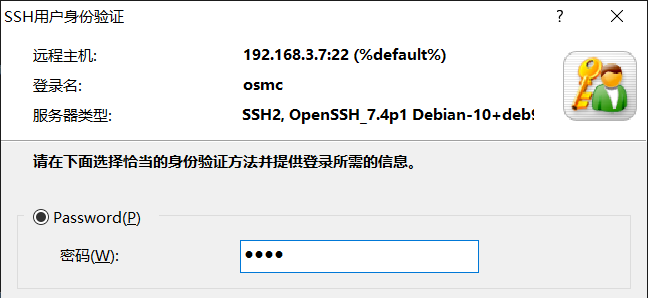 SSH用户身份验证
远程主机: 192.168.3.7:22 (%default%)
登录名: osmc
服务器类型: SSH2, OpenSSH_7.4p1 Debian-10+deb9
请在下面选择恰当的身份验证方法并提供登录所需的信息。
Password(P)
密码(W): ••••